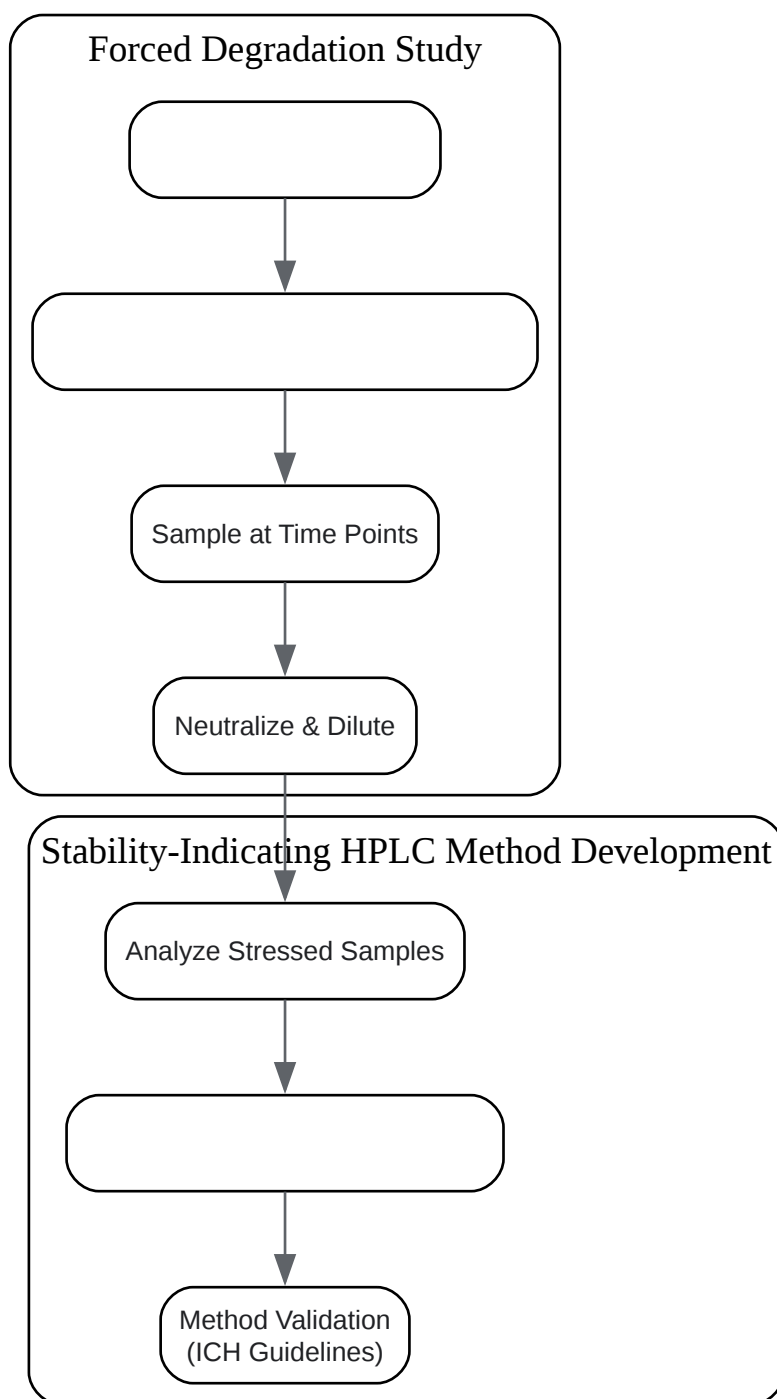 Forced Degradation Study
Sample at Time Points
Neutralize & Dilute
Stability-Indicating HPLC Method Development
Analyze Stressed Samples
Method Validation
(ICH Guidelines)